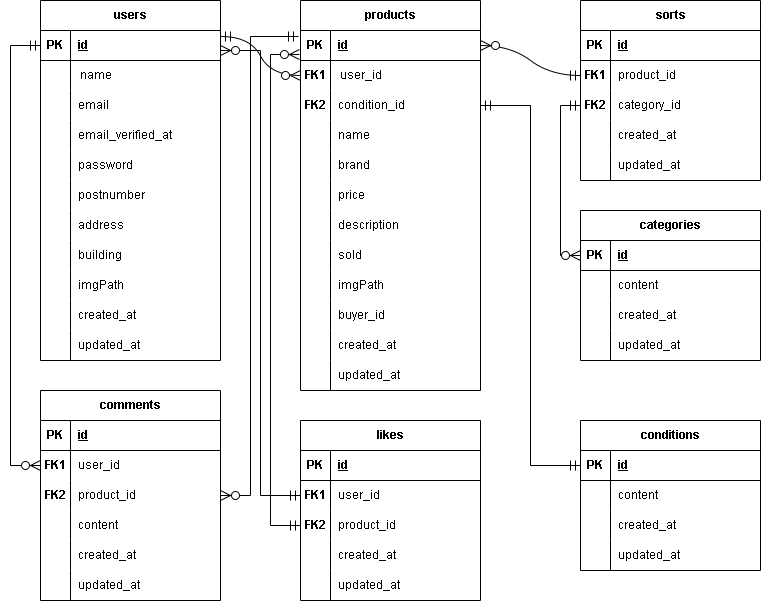 users
PK id
name
email
email_verified_at
password
postnumber
address
building
imgPath
created_at
updated_at
products
PK id
FK1 user_id
FK2 condition_id
name
brand
price
description
sold
imgPath
buyer_id
created_at
updated_at
sorts
PK id
FK1 product_id
FK2 category_id
created_at
updated_at
categories
PK id
content
created_at
updated_at
comments
PK id
FK1 user_id
FK2 product_id
content
created_at
updated_at
likes
PK id
FK1 user_id
FK2 product_id
created_at
updated_at
conditions
PK id
content
created_at
updated_at